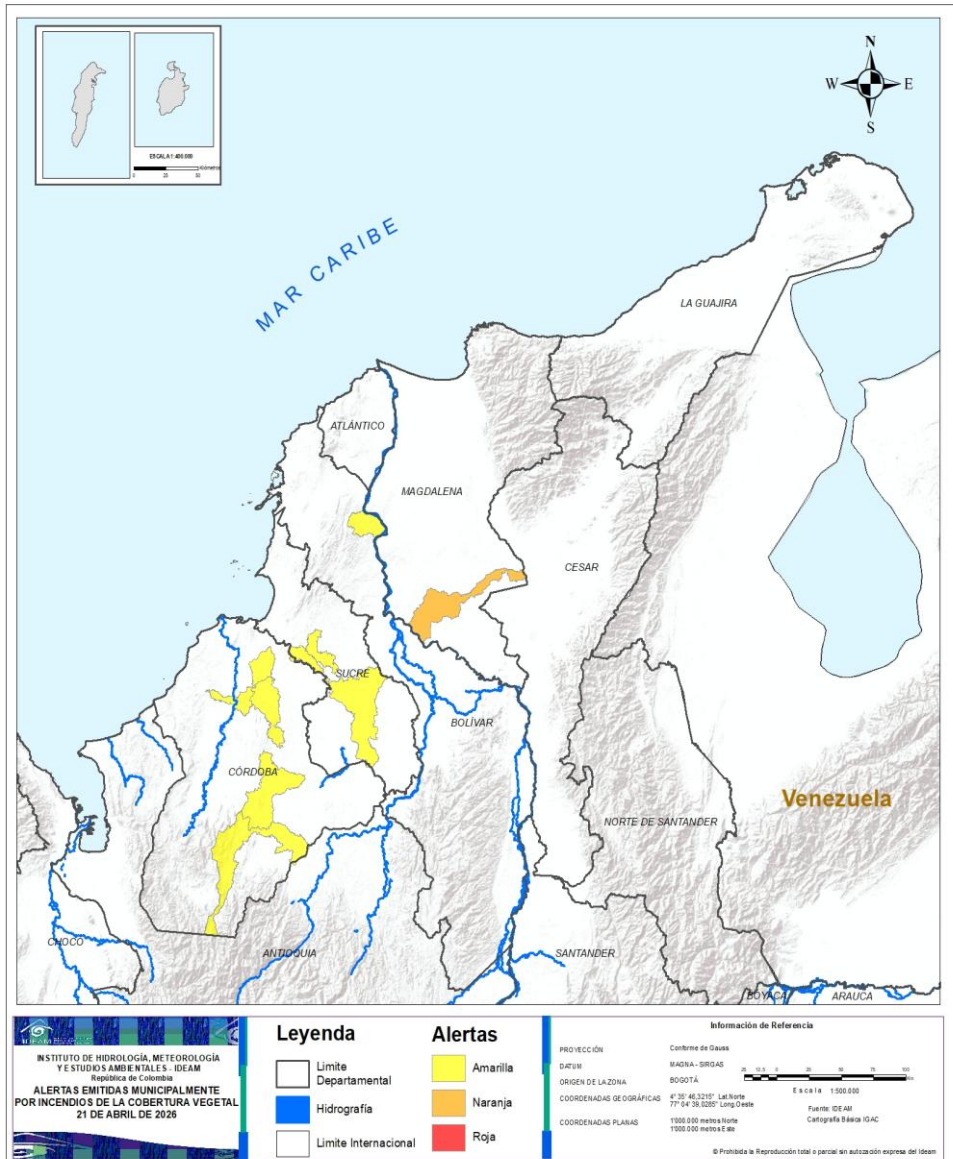 N
W E
S
ESCALA 1: 400.000
Kilómetros
MAR CARIBE
LA GUAJIRA
ATLÁNTICO
MAGDALENA
CESAR
SUCRE
BOLÍVAR
CÓRDOBA
Venezuela
NORTE DE SANTANDER
CHOCO
ANTIOQUIA
SANTANDER
BOYACÁ
ARAUCA
IDEAM
INSTITUTO DE HIDROLOGÍA, METEOROLOGÍA
Y ESTUDIOS AMBIENTALES - IDEAM
República de Colombia
ALERTAS EMITIDAS MUNICIPALMENTE
POR INCENDIOS DE LA COBERTURA VEGETAL
21 DE ABRIL DE 2026
Leyenda
Limite
Departamental
Hidrografía
Limite Internacional
Alertas
Amarilla
Naranja
Roja
Información de Referencia
PROYECCIÓN Conforme de Gauss
DATUM MAGNA - SIRGAS
ORIGEN DE LA ZONA BOGOTÁ
COORDENADAS GEOGRÁFICAS 4° 35' 46,3215" Lat.Norte
77° 04' 39,0285" Long.Oeste
COORDENADAS PLANAS 1'000.000 metros Norte
1'000.000 metros Este
Escala 1:500.000
Fuente: IDEAM
Cartografía Básica IGAC
© Prohibida la Reproducción total o parcial sin autorización expresa del Ideam